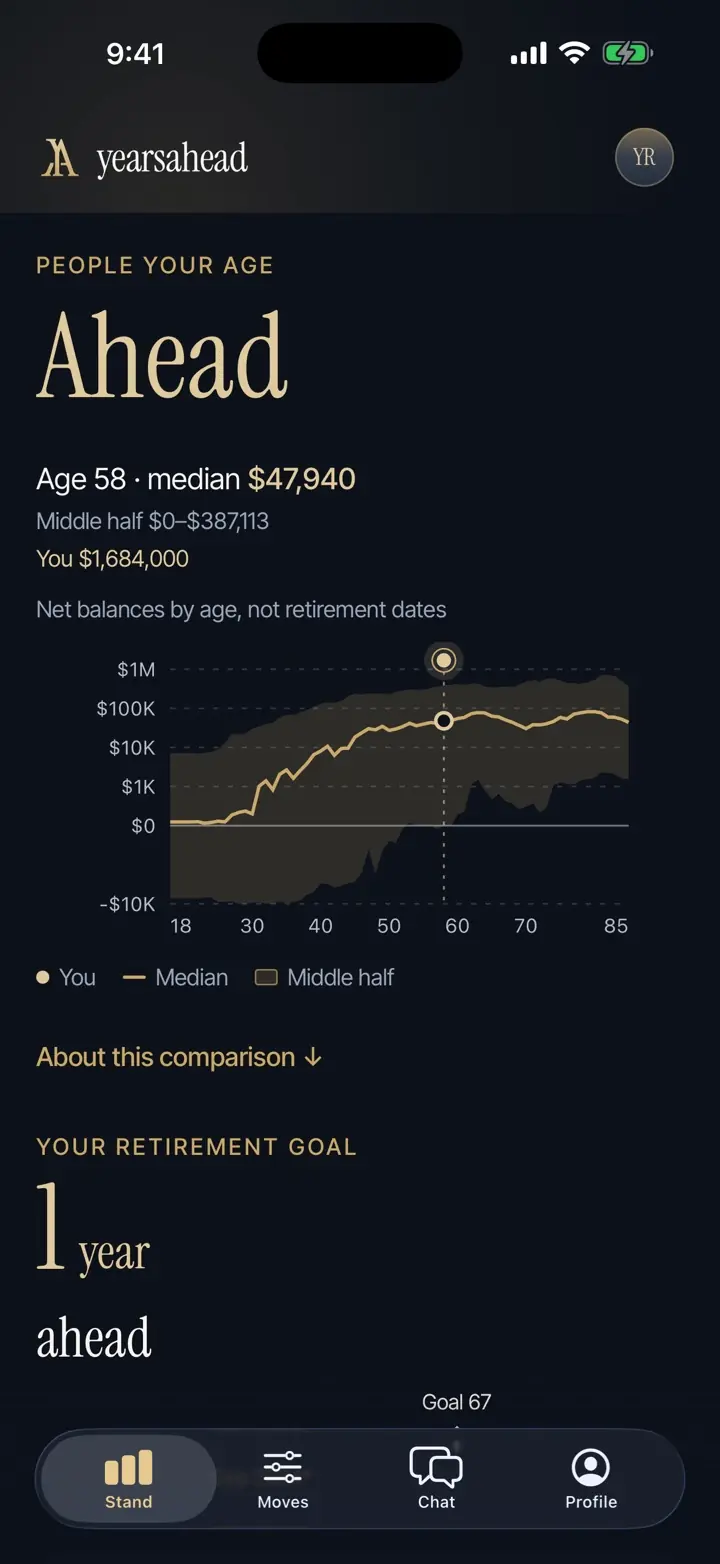 9:41
yearsahead
YR
PEOPLE YOUR AGE
Ahead
Age 58 · median $47,940
Middle half $0–$387,113
You $1,684,000
Net balances by age, not retirement dates
$1M
$100K
$10K
$1K
$0
-$10K
18 30 40 50 60 70 85
You Median Middle half
About this comparison ↓
YOUR RETIREMENT GOAL
1 year
ahead
Goal 67
Stand Moves Chat Profile